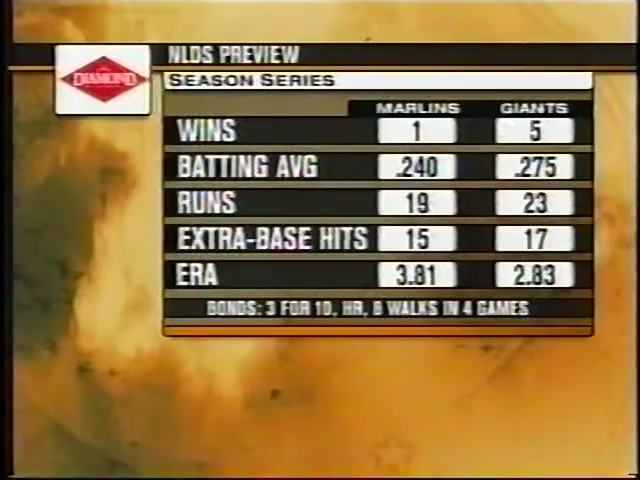 NLDS PREVIEW
DIAMOND
SEASON SERIES
MARLINS GIANTS
WINS 1 5
BATTING AVG .240 .275
RUNS 19 23
EXTRA-BASE HITS 15 17
ERA 3.81 2.83
BONDS: 3 FOR 10, HR, 8 WALKS IN 4 GAMES